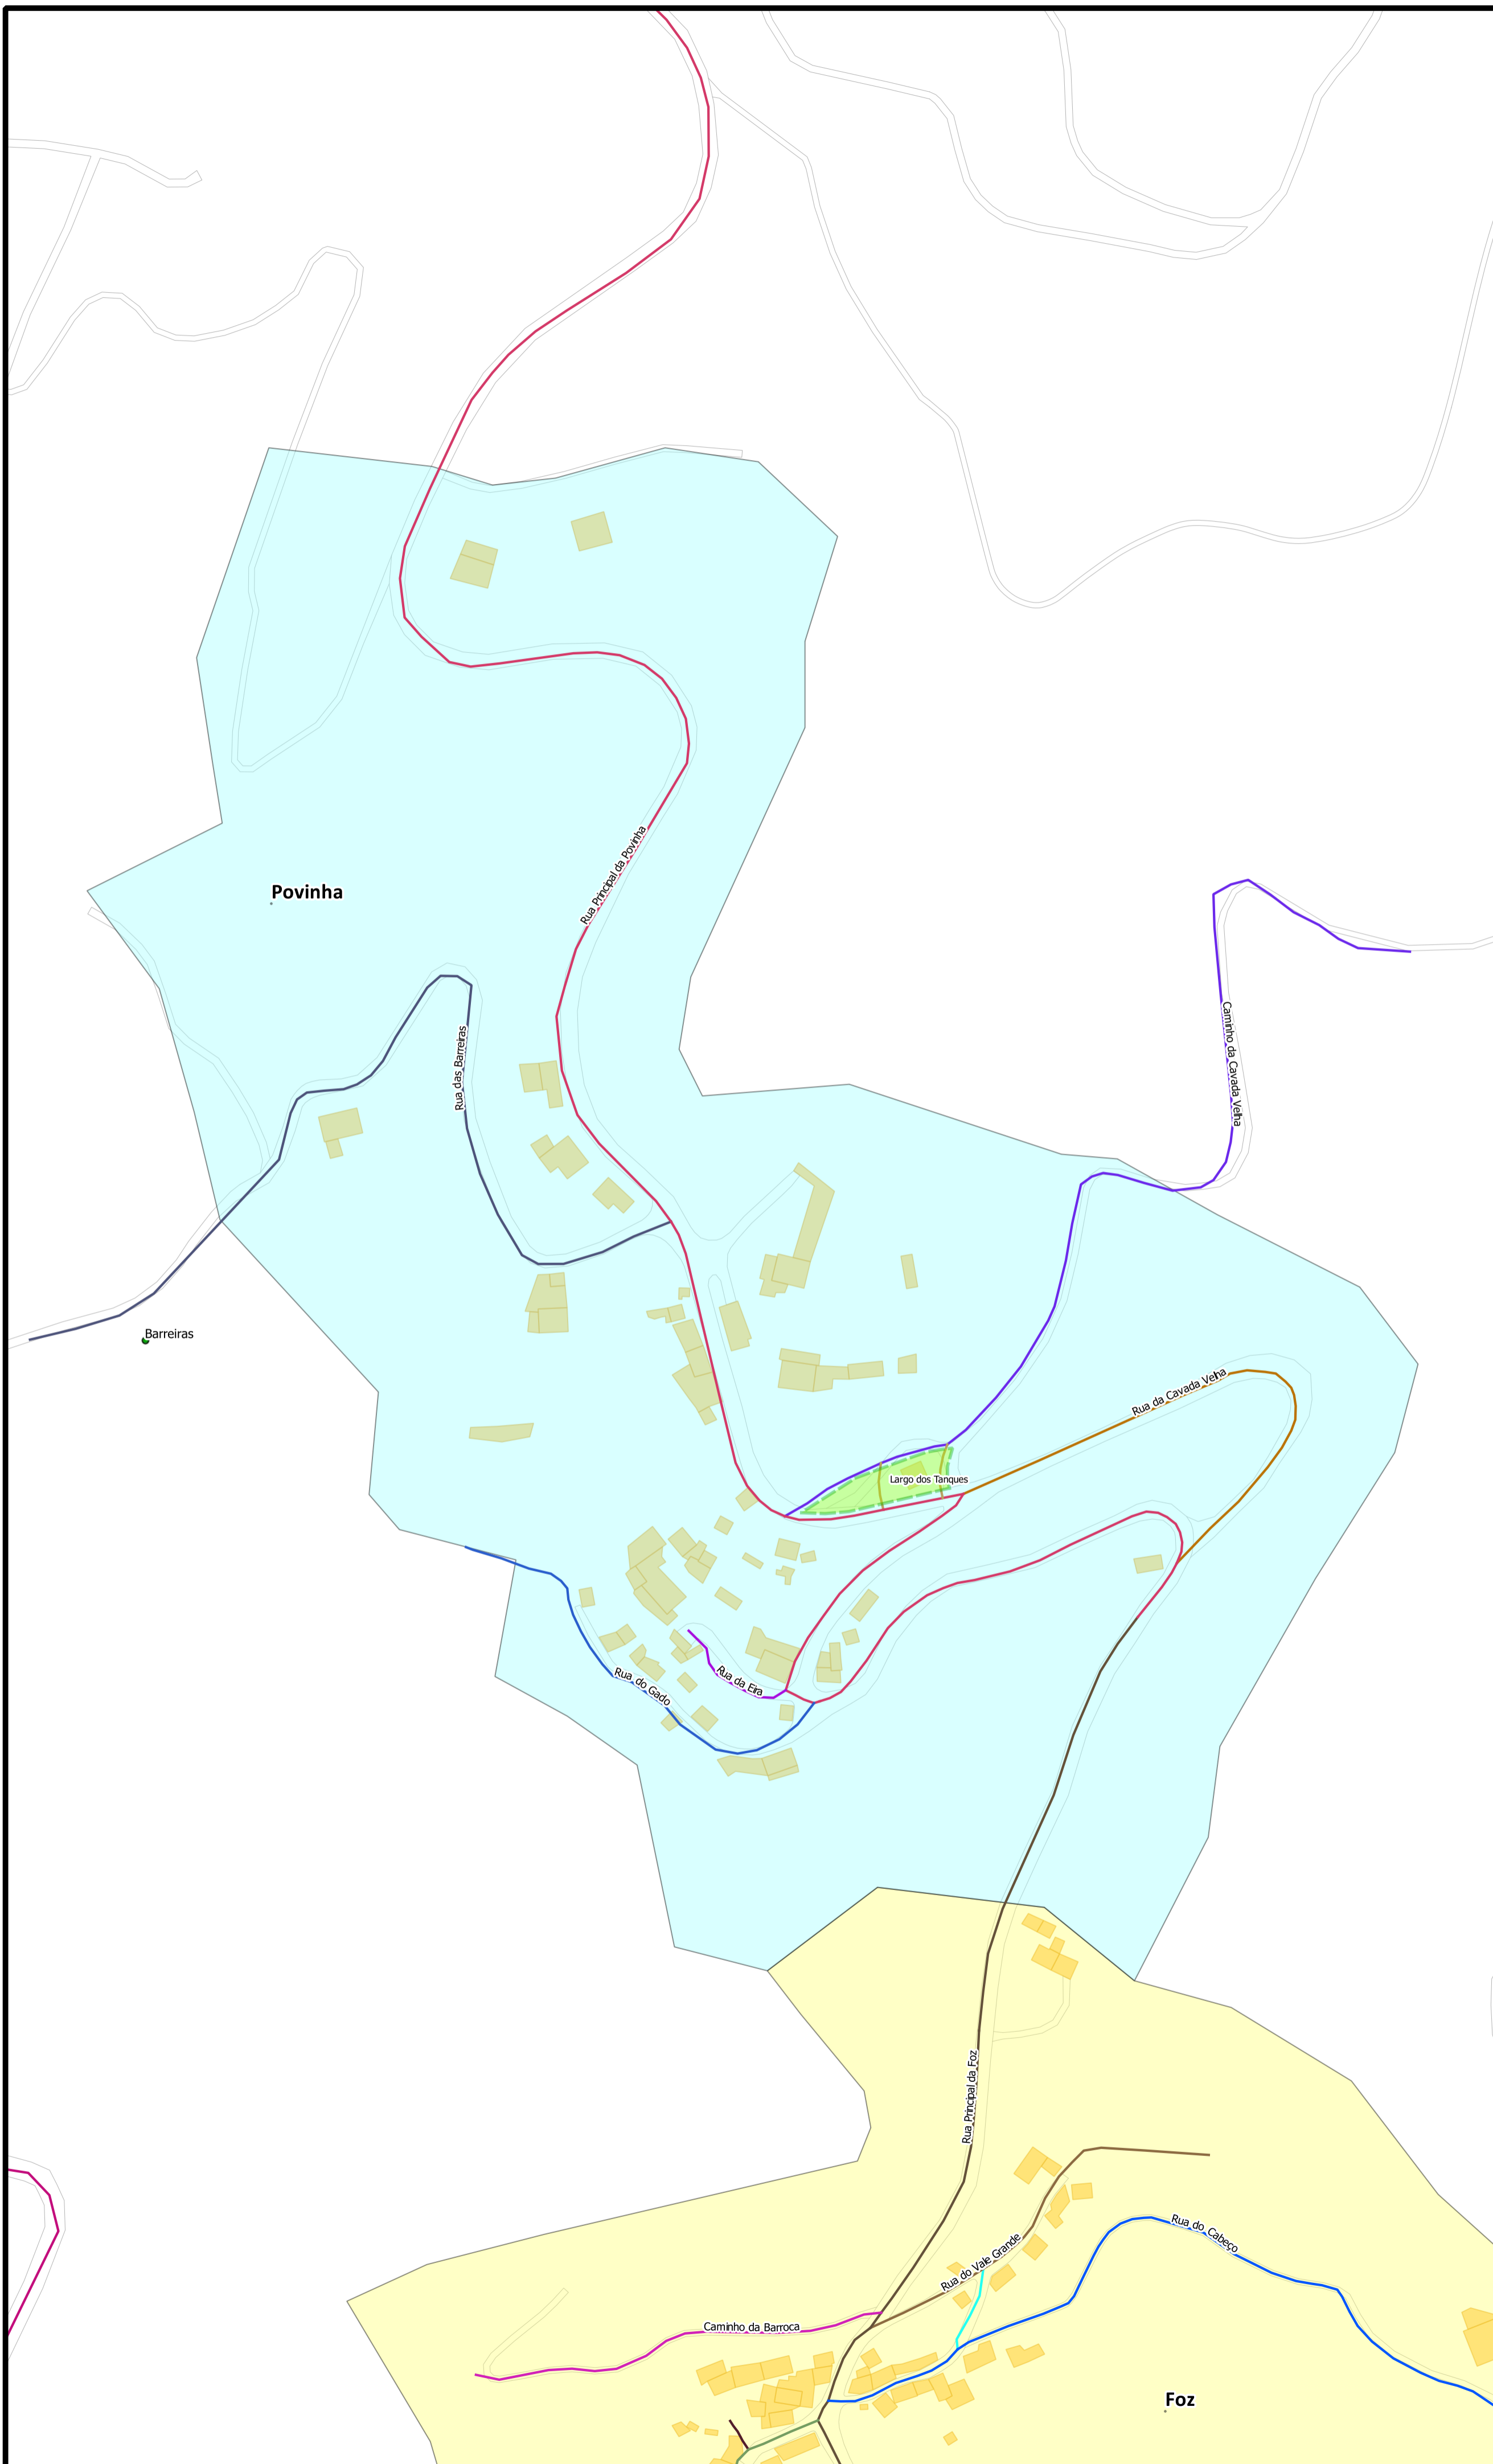 Rua Principal da Povinha
Povinha
Caminho da Cavada Velha
Rua das Barreiras
Barreiras
Rua da Cavada Velha
Largo dos Tanques
Rua da Eira
Rua do Gado
Rua Principal da Foz
Rua do Cabeço
Rua do Vale Grande
Caminho da Barroca
Foz